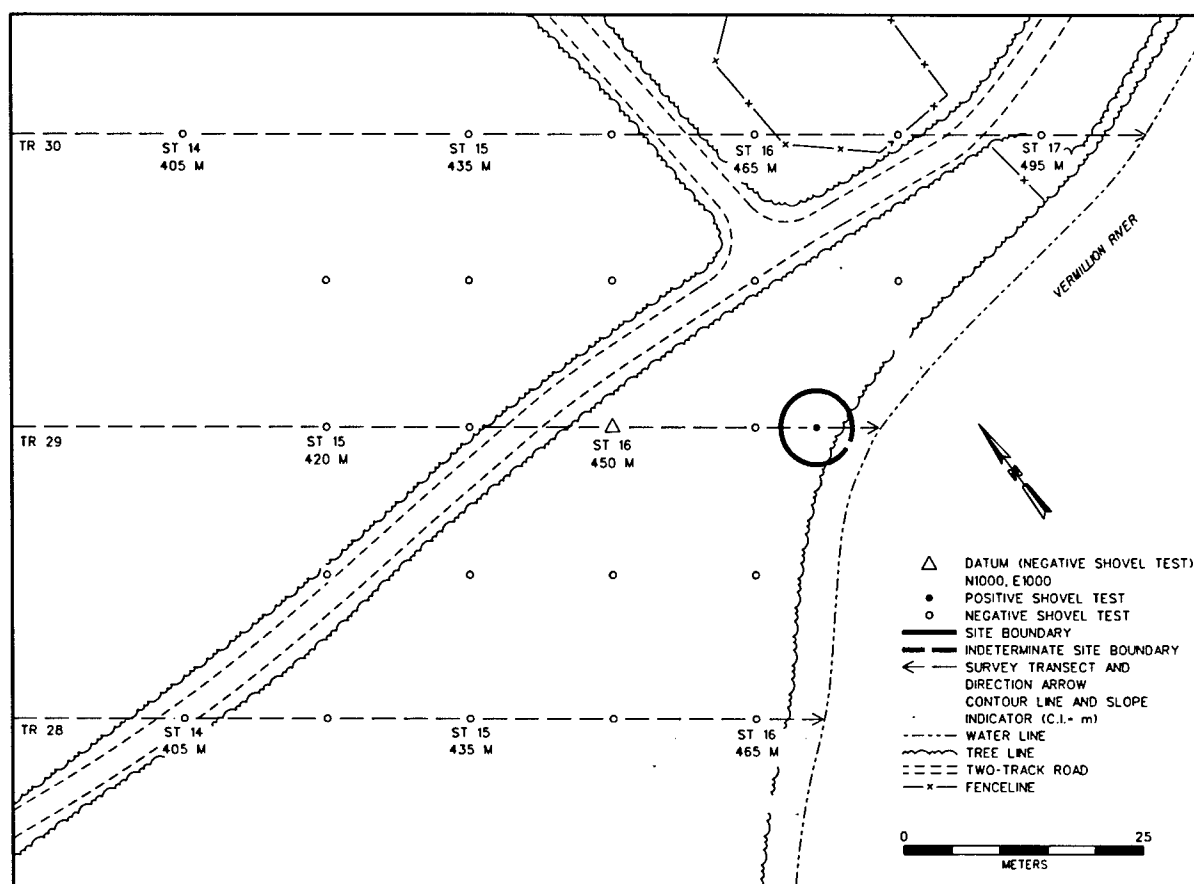 TR 30
ST 14
405 M
ST 15
435 M
ST 16
465 M
ST 17
495 M
VERMILLION RIVER
TR 29
ST 15
420 M
ST 16
450 M
TR 28
ST 14
405 M
ST 15
435 M
ST 16
465 M
DATUM (NEGATIVE SHOVEL TEST)
N1000, E1000
POSITIVE SHOVEL TEST
NEGATIVE SHOVEL TEST
SITE BOUNDARY
INDETERMINATE SITE BOUNDARY
SURVEY TRANSECT AND
DIRECTION ARROW
CONTOUR LINE AND SLOPE
INDICATOR (C.I.- m)
WATER LINE
TREE LINE
TWO-TRACK ROAD
FENCELINE
0 25
METERS